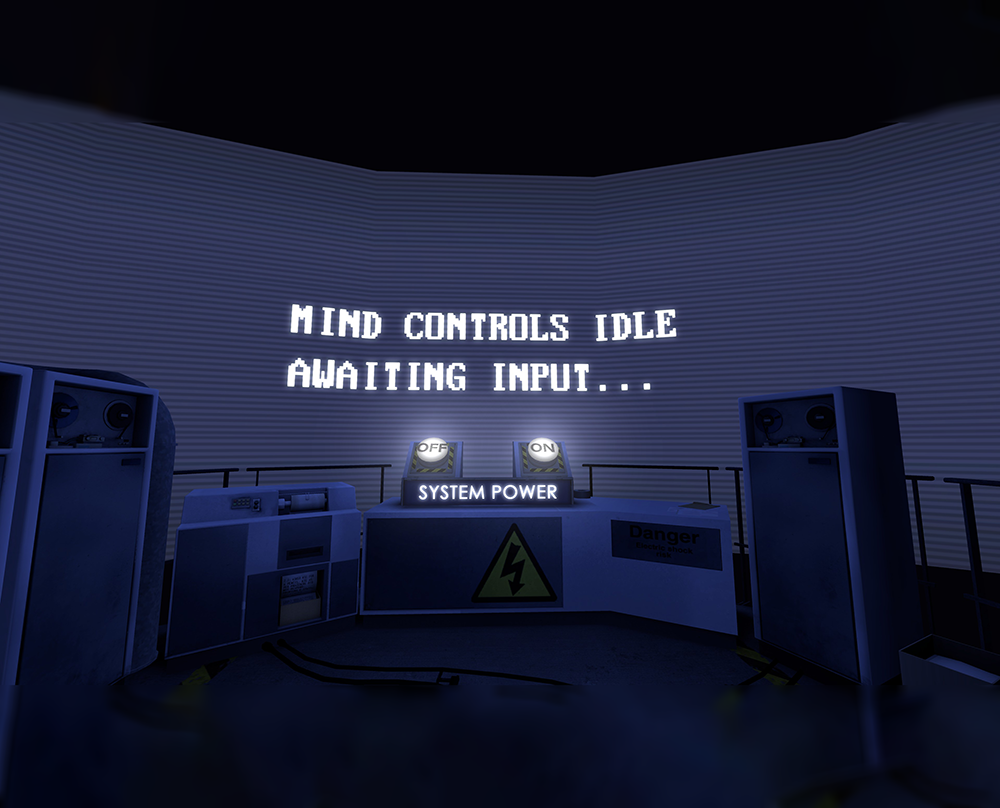 MIND CONTROLS IDLE
AWAITING INPUT...
OFF ON
SYSTEM POWER
Danger